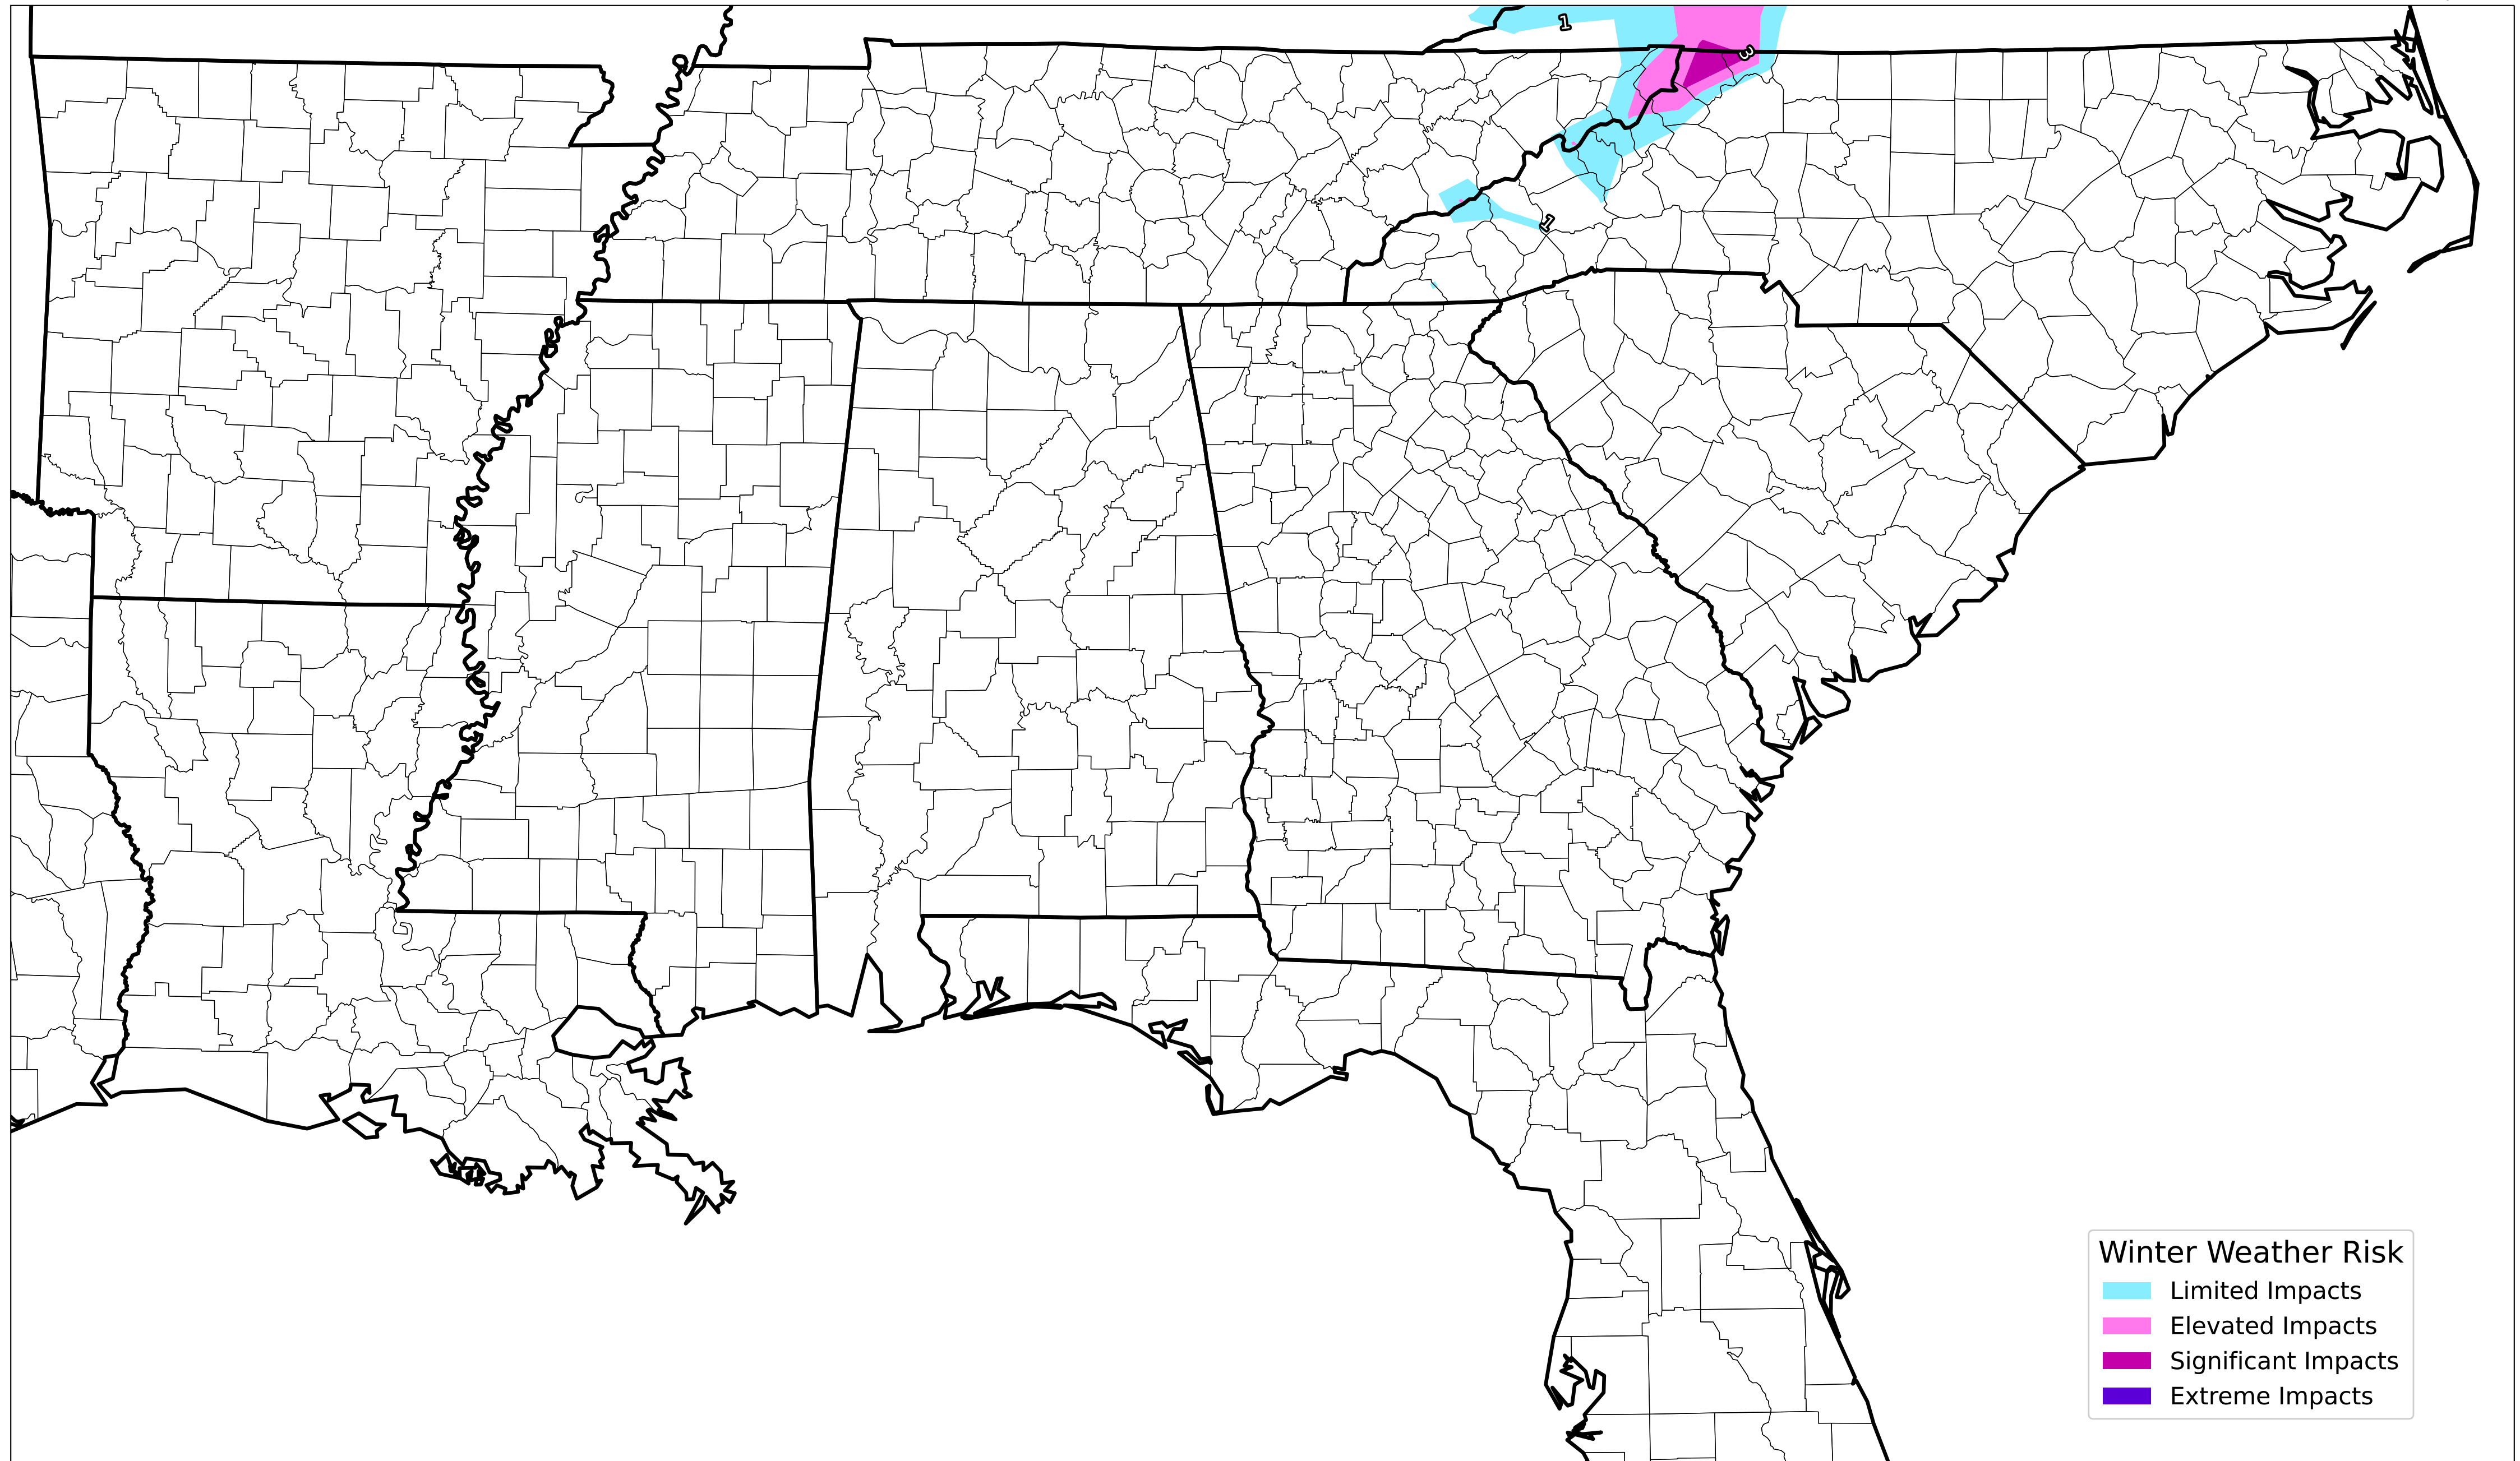 1
3
1
Winter Weather Risk
Limited Impacts
Elevated Impacts
Significant Impacts
Extreme Impacts